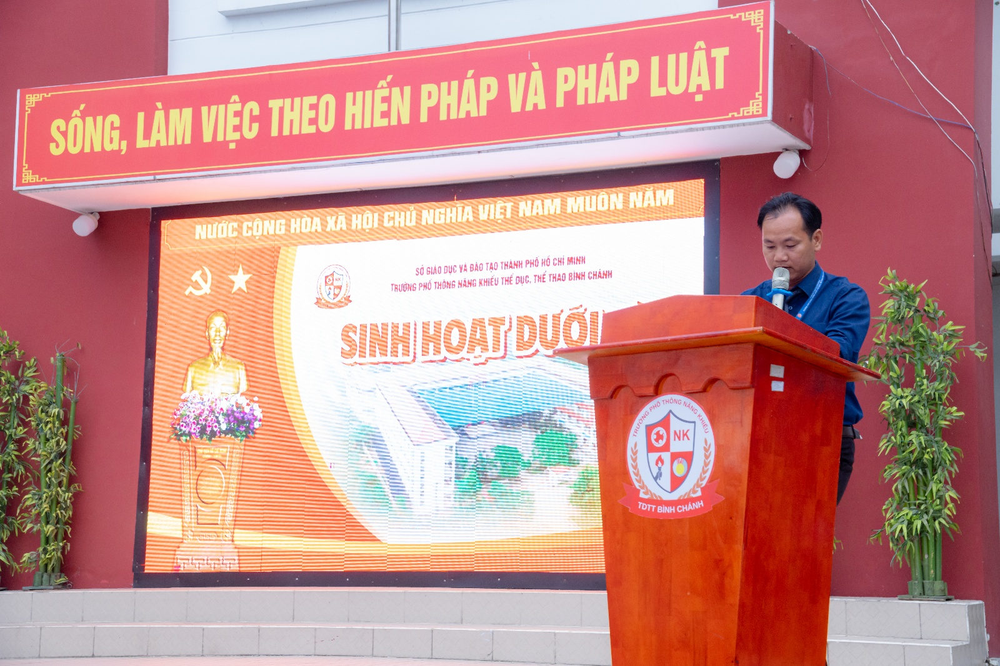 SỐNG, LÀM VIỆC THEO HIẾN PHÁP VÀ PHÁP LUẬT
NƯỚC CỘNG HÒA XÃ HỘI CHỦ NGHĨA VIỆT NAM MUÔN NĂM
SỞ GIÁO DỤC VÀ ĐÀO TẠO THÀNH PHỐ HỒ CHÍ MINH
TRƯỜNG PHỔ THÔNG NĂNG KHIẾU THỂ DỤC, THỂ THAO BÌNH CHÁNH
NK
SINH HOẠT DƯỚI
TRƯỜNG PHỔ THÔNG NĂNG KHIẾU
NK
TDTT BÌNH CHÁNH